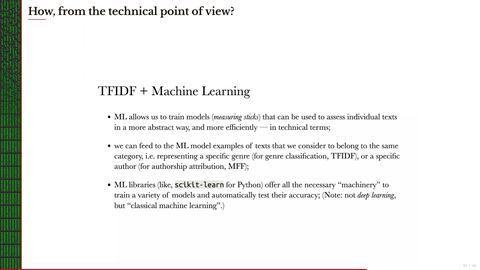 How, from the technical point of view?
TFIDF + Machine Learning
• ML allows us to train models (measuring sticks) that can be used to assess individual texts
in a more abstract way, and more efficiently — in technical terms;
• we can feed to the ML model examples of texts that we consider to belong to the same
category, i.e. representing a specific genre (for genre classification, TFIDF), or a specific
author (for authorship attribution, MFF);
• ML libraries (like, scikit-learn for Python) offer all the necessary “machinery” to
train a variety of models and automatically test their accuracy; (Note: not deep learning,
but “classical machine learning”.)